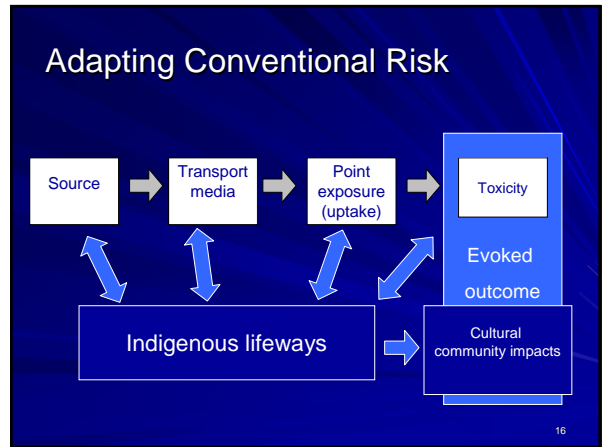 Adapting Conventional Risk
Source
Transport
media
Point
exposure
(uptake)
Toxicity
Evoked
outcome
Indigenous lifeways
Cultural
community impacts
16